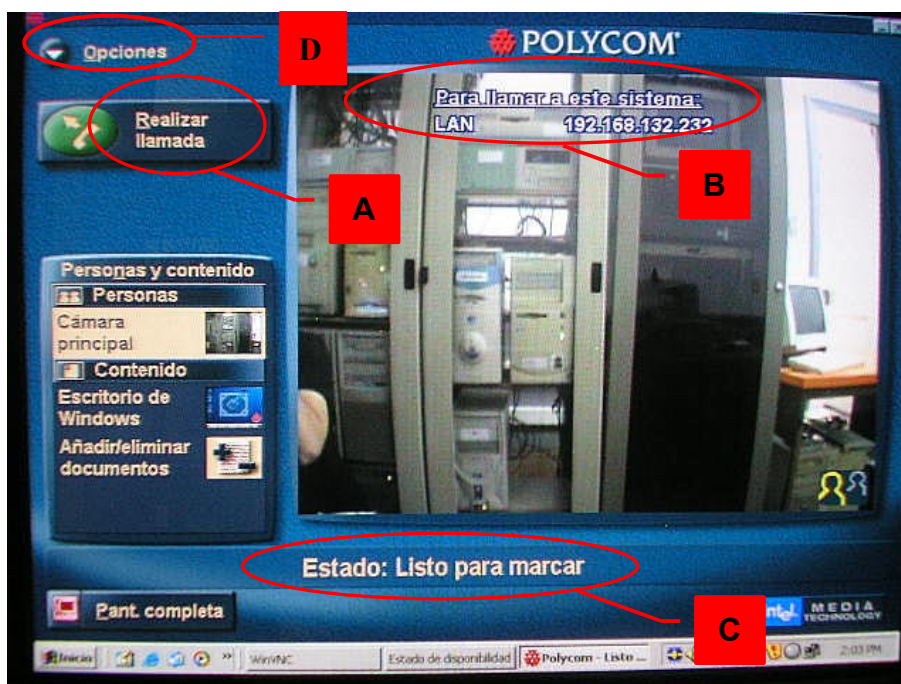 Opciones
D
POLYCOM
Realizar
llamada
Para llamar a este sistema:
LAN 192.168.132.232
A
B
Personas y contenido
Personas
Cámara
principal
Contenido
Escritorio de
Windows
Añadir/eliminar
documentos
Estado: Listo para marcar
Pant. completa
C
MEDIA
TECHNOLOGY
Inicio
WinVNC
Estado de disponibilidad
Polycom - Listo ...
2:03 PM